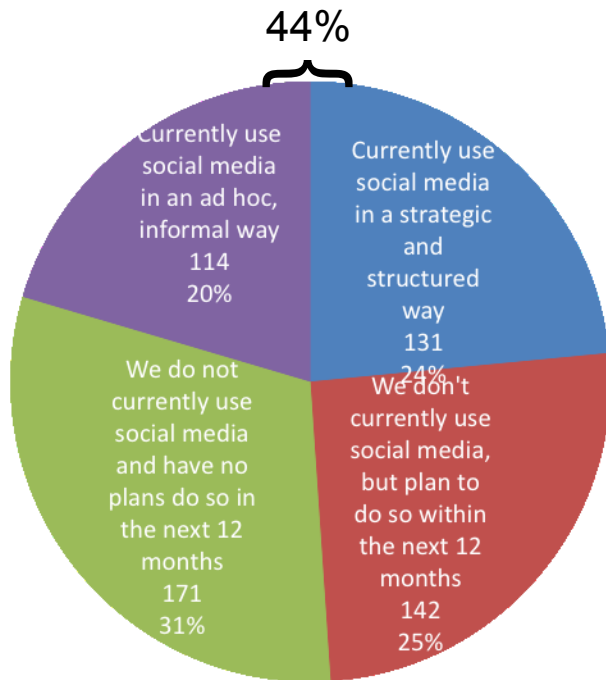 44%
Currently use
social media
in an ad hoc,
informal way
114
20%
Currently use
social media
in a strategic
and
structured
way
131
24%
We do not
currently use
social media
and have no
plans do so in
the next 12
months
171
31%
We don't
currently use
social media,
but plan to
do so within
the next 12
months
142
25%